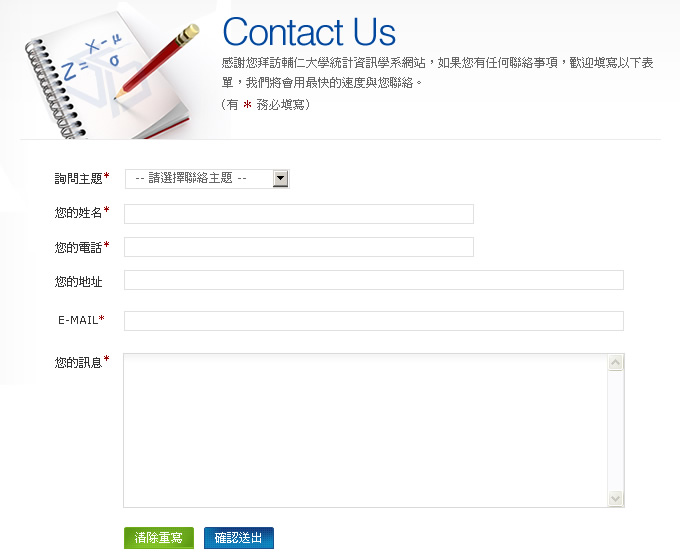 Contact Us
感謝您拜訪輔仁大學統計資訊學系網站，如果您有任何聯絡事項，歡迎填寫以下表
單，我們將會用最快的速度與您聯絡。
(有 * 務必填寫)
Z = X - μ / σ
詢問主題* -- 請選擇聯絡主題 --
您的姓名*
您的電話*
您的地址
E-MAIL*
您的訊息*
清除重寫 確認送出